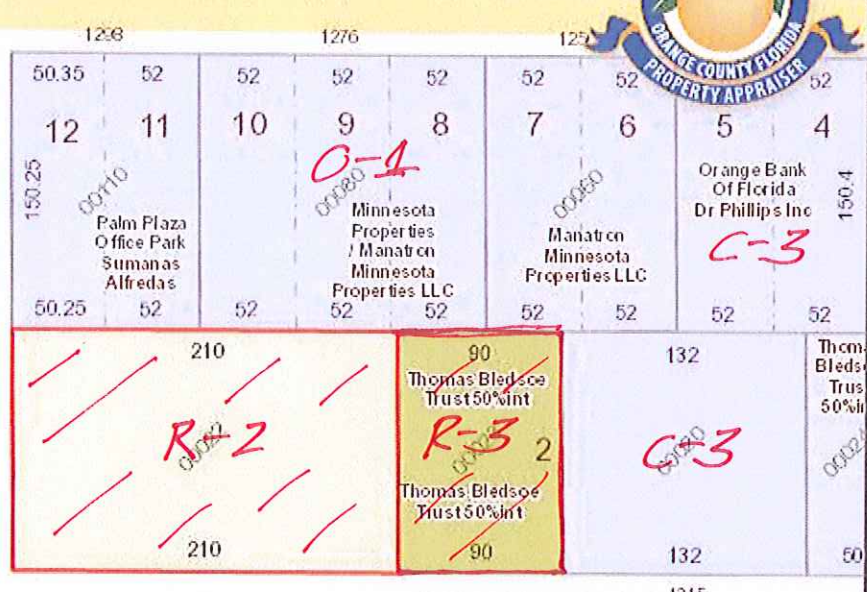 1298 1276
ORANGE COUNTY FLORIDA
PROPERTY APPRAISER
50.35 52 52 52 52 52 52 52
12 11 10 9 8 7 6 5 4
O-1
150.25 00110 00080 00060 150.4
Palm Plaza
Office Park
Sumanas
Alfredas
Minnesota
Properties
/ Manatron
Minnesota
Properties LLC
Manatron
Minnesota
Properties LLC
Orange Bank
Of Florida
Dr Phillips Inc
C-3
50.25 52 52 52 52 52 52 52 52
210 90 132
Thomas Bledsoe
Trust 50%int
R-2 R-3 2 C-3
00022 00020
Thomas Bledsoe
Trust 50%int
210 90 132 50